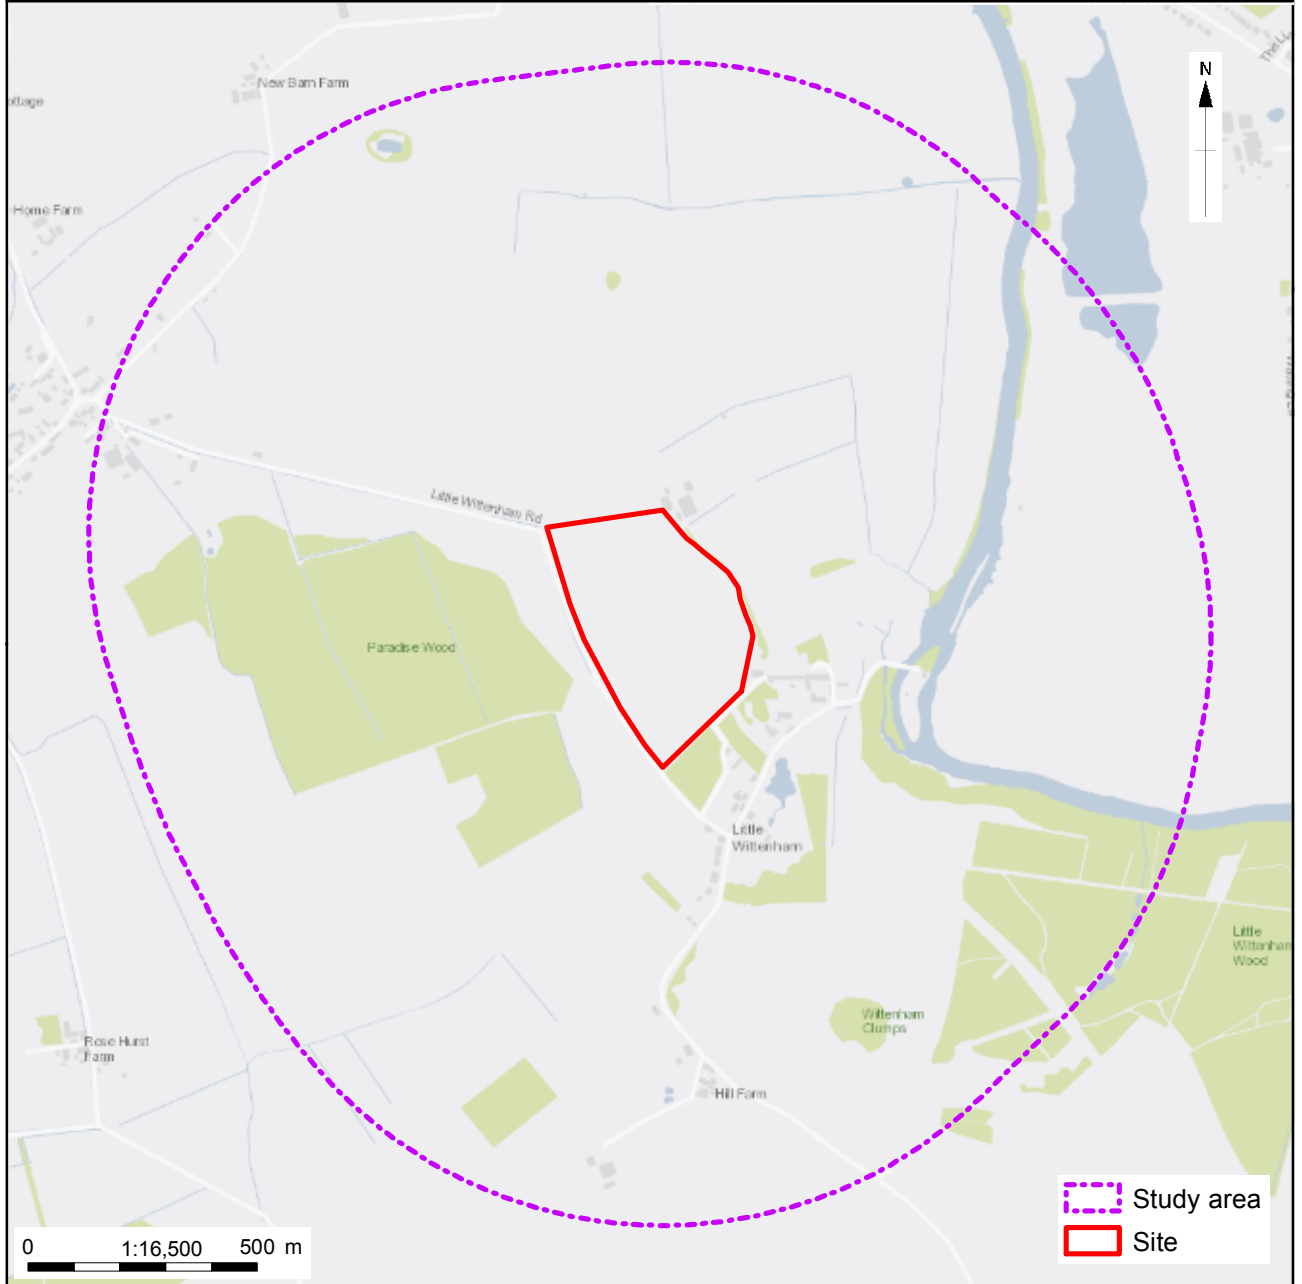 N
New Barn Farm
ottage
Home Farm
Little Wittenham Rd
Paradise Wood
Little
Wittenham
Little
Wittenham
Wood
Wittenham
Clumps
Rose Hurst
Farm
Hill Farm
Study area
Site
0 1:16,500 500 m